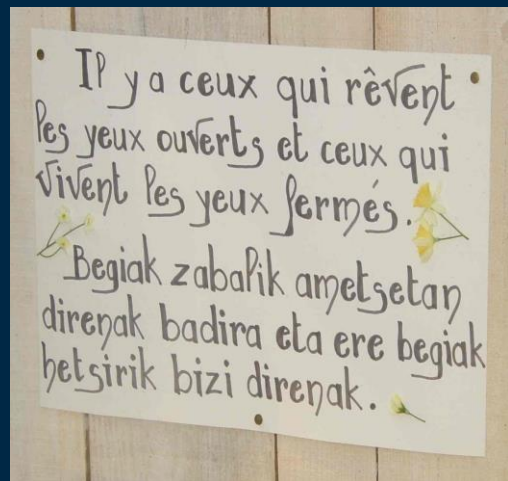 Il y a ceux qui rêvent
les yeux ouverts et ceux qui
vivent les yeux fermés.
Begiak zabalik ametsetan
direnak badira eta ere begiak
hetsirik bizi direnak.